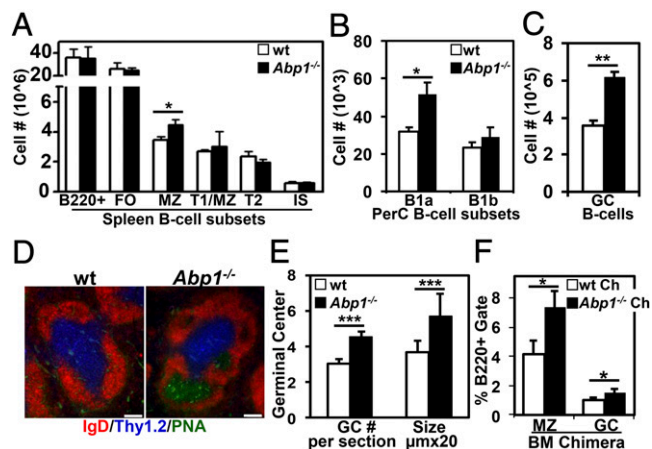 A
wt
Abp1-/-
Cell # (10^6)
40
20
6
4
2
0
*
B220+ FO MZ T1/MZ T2 IS
Spleen B-cell subsets
B
wt
Abp1-/-
Cell # (10^3)
80
60
40
20
0
*
B1a B1b
PerC B-cell subsets
C
Cell # (10^5)
8
6
4
2
0
**
GC
B-cells
D
wt Abp1-/-
IgD/Thy1.2/PNA
E
wt
Abp1-/-
Germinal Center
8
6
4
2
0
***
***
GC # Size
per section µmx20
F
wt Ch
Abp1-/- Ch
% B220+ Gate
10
8
6
4
2
0
*
*
MZ GC
BM Chimera